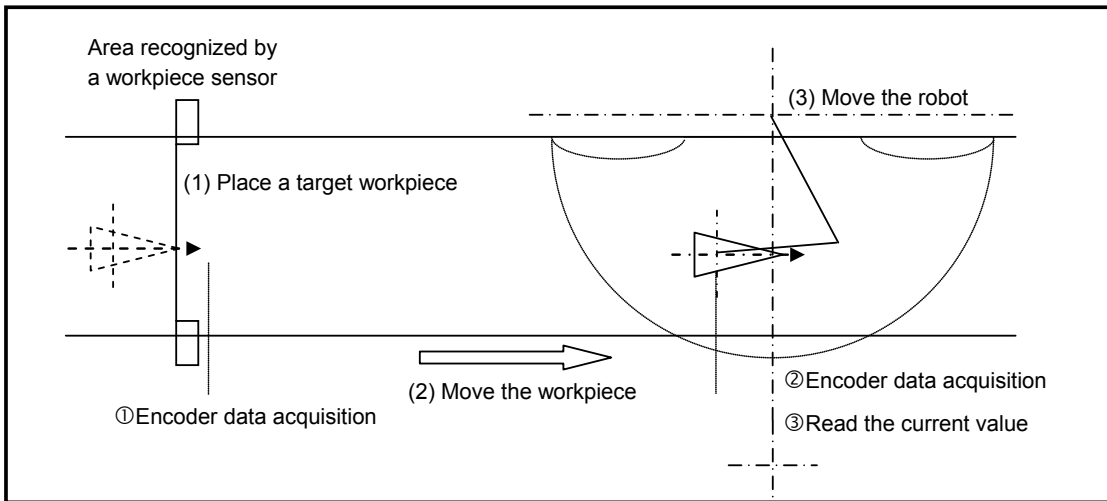 Area recognized by
a workpiece sensor
(3) Move the robot
(1) Place a target workpiece
(2) Move the workpiece
①Encoder data acquisition
②Encoder data acquisition
③Read the current value